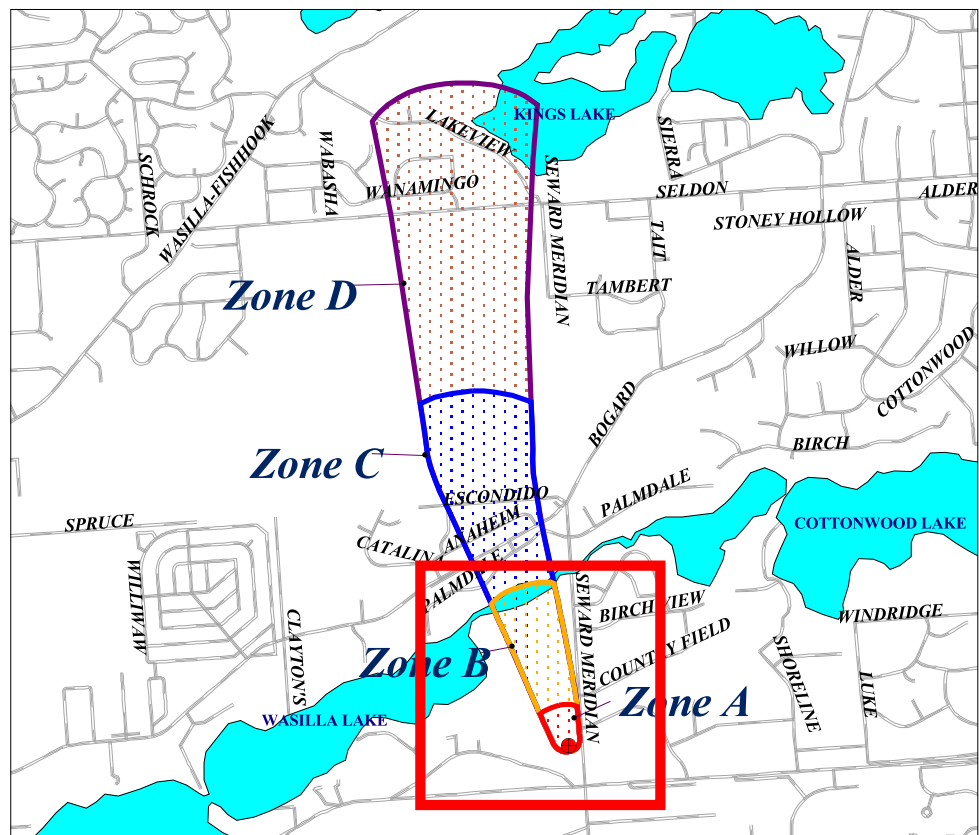 KINGS LAKE
LAKEVIEW
SIERRA
SCHROCK
WASILLA-FISHHOOK
WABASHA
WANAMINGO
SEWARD MERIDIAN
SELDON
ALDER
STONEY HOLLOW
TAIT
ALDER
TAMBERT
Zone D
WILLOW
COTTONWOOD
BOGARD
BIRCH
Zone C
ESCONDIDO
PALMDALE
SPRUCE
ANAHEIM
COTTONWOOD LAKE
CATALINA
PALMDALE
WILLIWAW
SEWARD MERIDIAN
BIRCHVIEW
WINDRIDGE
CLAYTON'S
COUNTRY FIELD
SHORELINE
Zone B
LUKE
Zone A
WASILLA LAKE